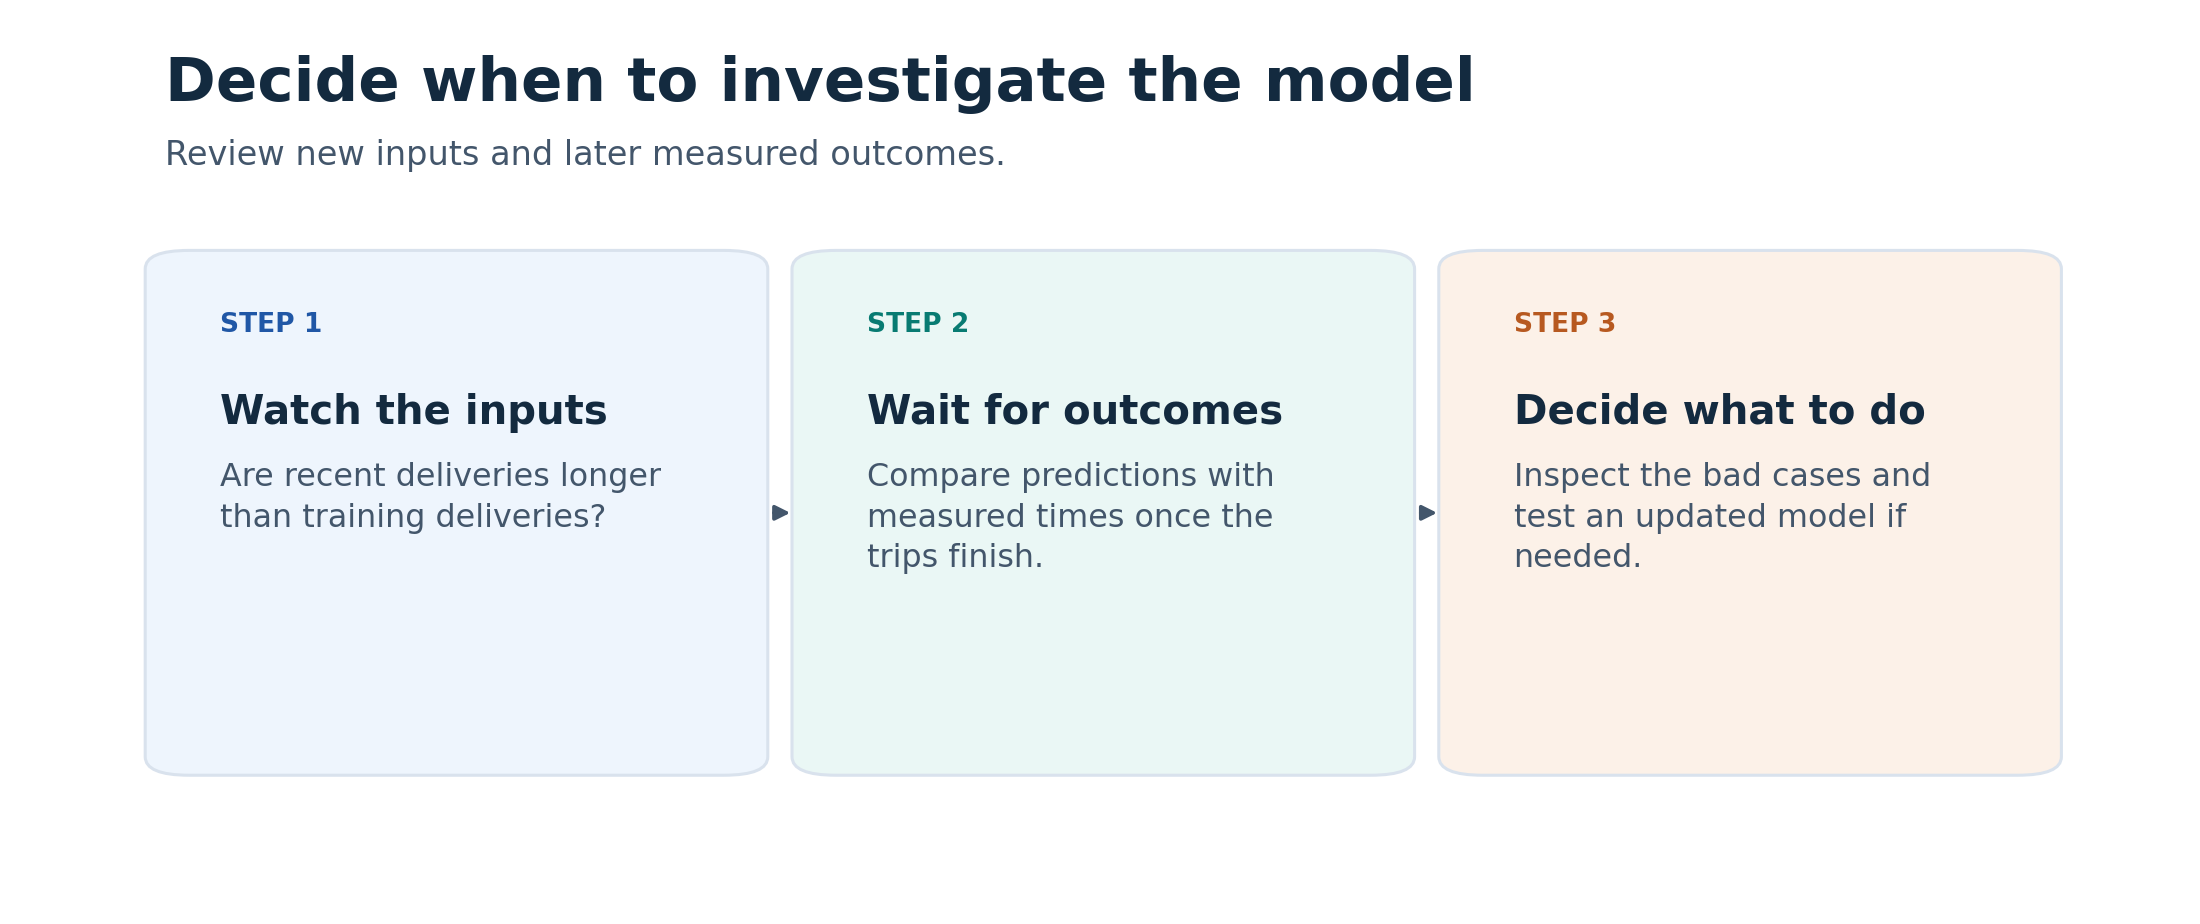 Decide when to investigate the model
Review new inputs and later measured outcomes.
STEP 1
Watch the inputs
Are recent deliveries longer
than training deliveries?
STEP 2
Wait for outcomes
Compare predictions with
measured times once the
trips finish.
STEP 3
Decide what to do
Inspect the bad cases and
test an updated model if
needed.